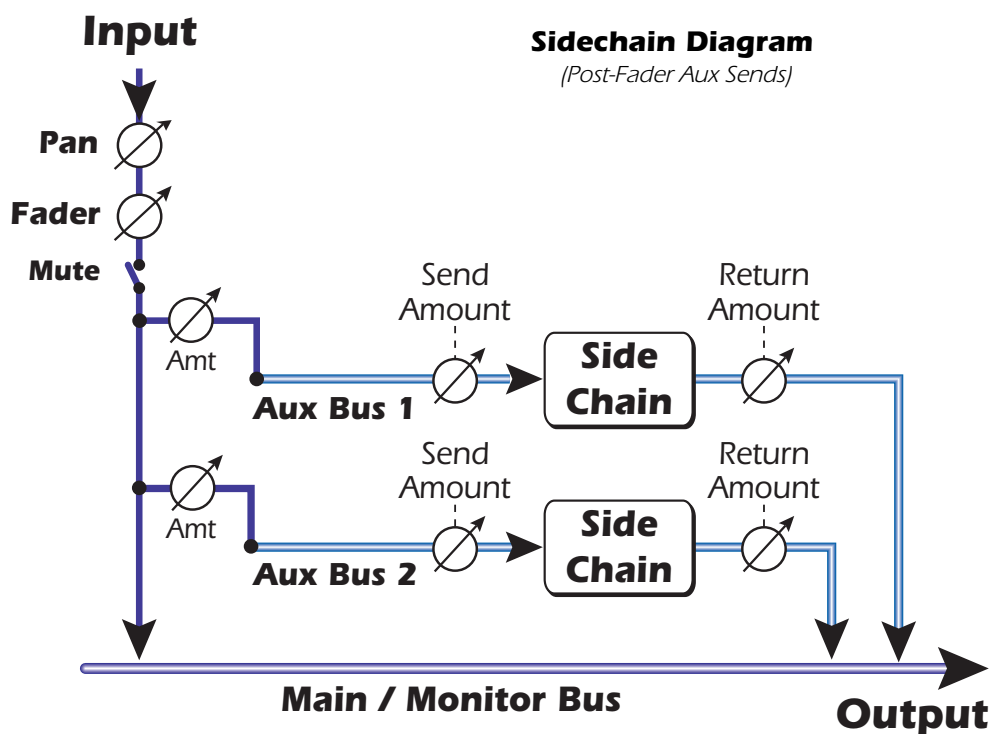 Input
Sidechain Diagram
(Post-Fader Aux Sends)
Pan
Fader
Mute
Amt
Send
Amount
Return
Amount
Side
Chain
Aux Bus 1
Amt
Send
Amount
Return
Amount
Side
Chain
Aux Bus 2
Main / Monitor Bus
Output